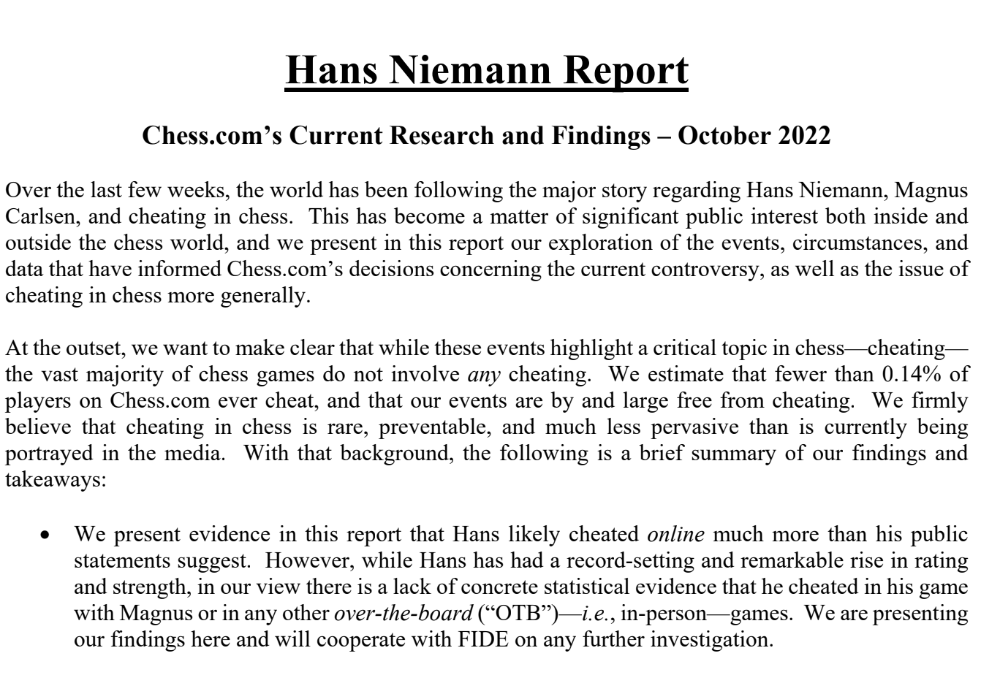 Hans Niemann Report
Chess.com’s Current Research and Findings – October 2022
Over the last few weeks, the world has been following the major story regarding Hans Niemann, Magnus
Carlsen, and cheating in chess.  This has become a matter of significant public interest both inside and
outside the chess world, and we present in this report our exploration of the events, circumstances, and
data that have informed Chess.com’s decisions concerning the current controversy, as well as the issue of
cheating in chess more generally.
At the outset, we want to make clear that while these events highlight a critical topic in chess—cheating—
the vast majority of chess games do not involve any cheating.  We estimate that fewer than 0.14% of
players on Chess.com ever cheat, and that our events are by and large free from cheating.  We firmly
believe that cheating in chess is rare, preventable, and much less pervasive than is currently being
portrayed in the media.  With that background, the following is a brief summary of our findings and
takeaways:
• We present evidence in this report that Hans likely cheated online much more than his public
statements suggest.  However, while Hans has had a record-setting and remarkable rise in rating
and strength, in our view there is a lack of concrete statistical evidence that he cheated in his game
with Magnus or in any other over-the-board (“OTB”)—i.e., in-person—games.  We are presenting
our findings here and will cooperate with FIDE on any further investigation.